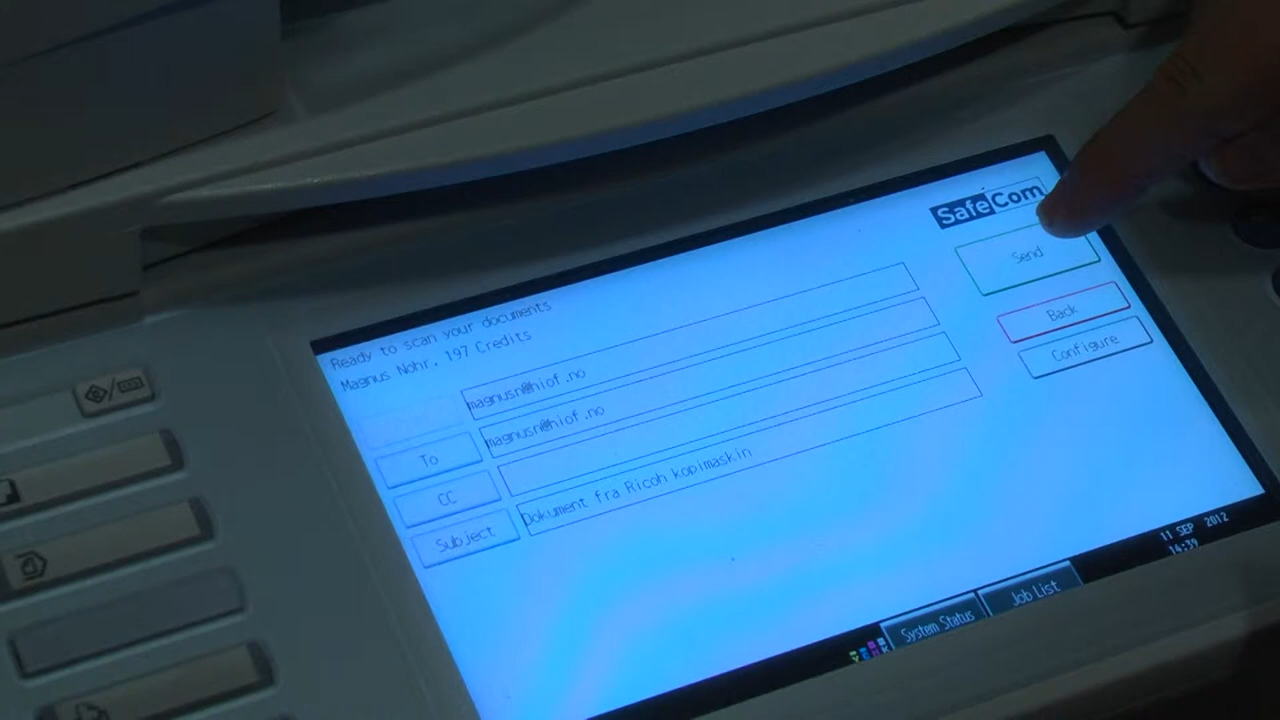 SafeCom
Ready to scan your documents
Magnus Nohr, 197 Credits
Send
magnusn@hiof.no
Back
To
magnusn@hiof.no
Configure
CC
Subject
Dokument fra Ricoh kopimaskin
11 SEP 2012
14:39
System Status
Job List